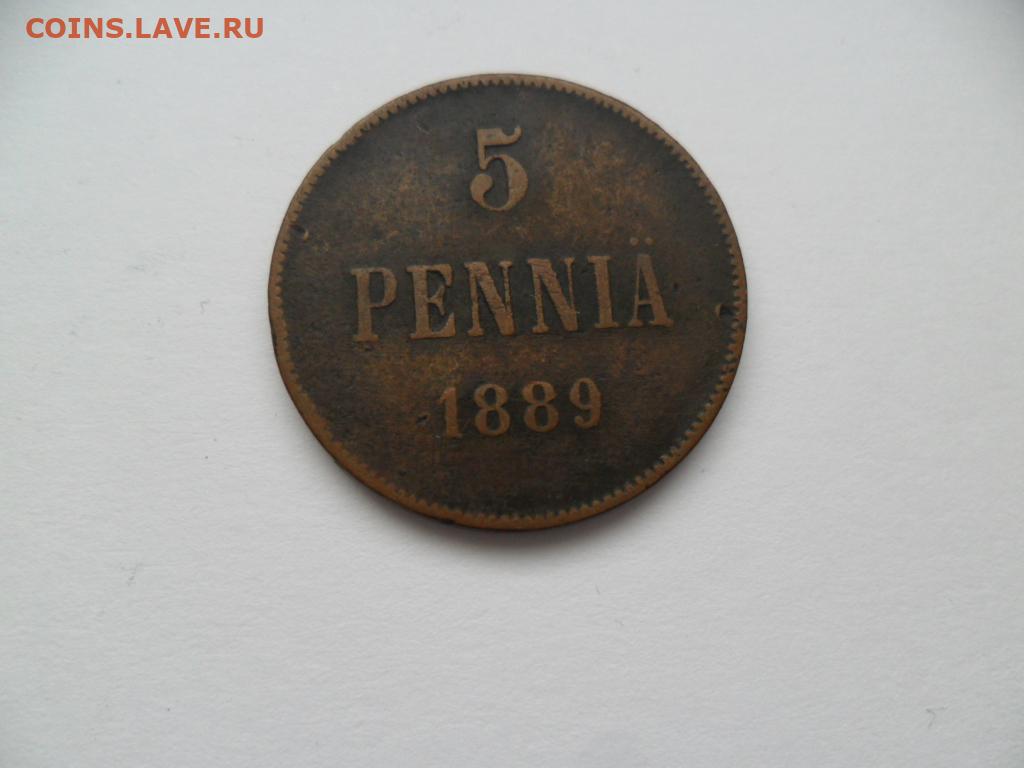 COINS.LAVE.RU
5
PENNIÄ
1889